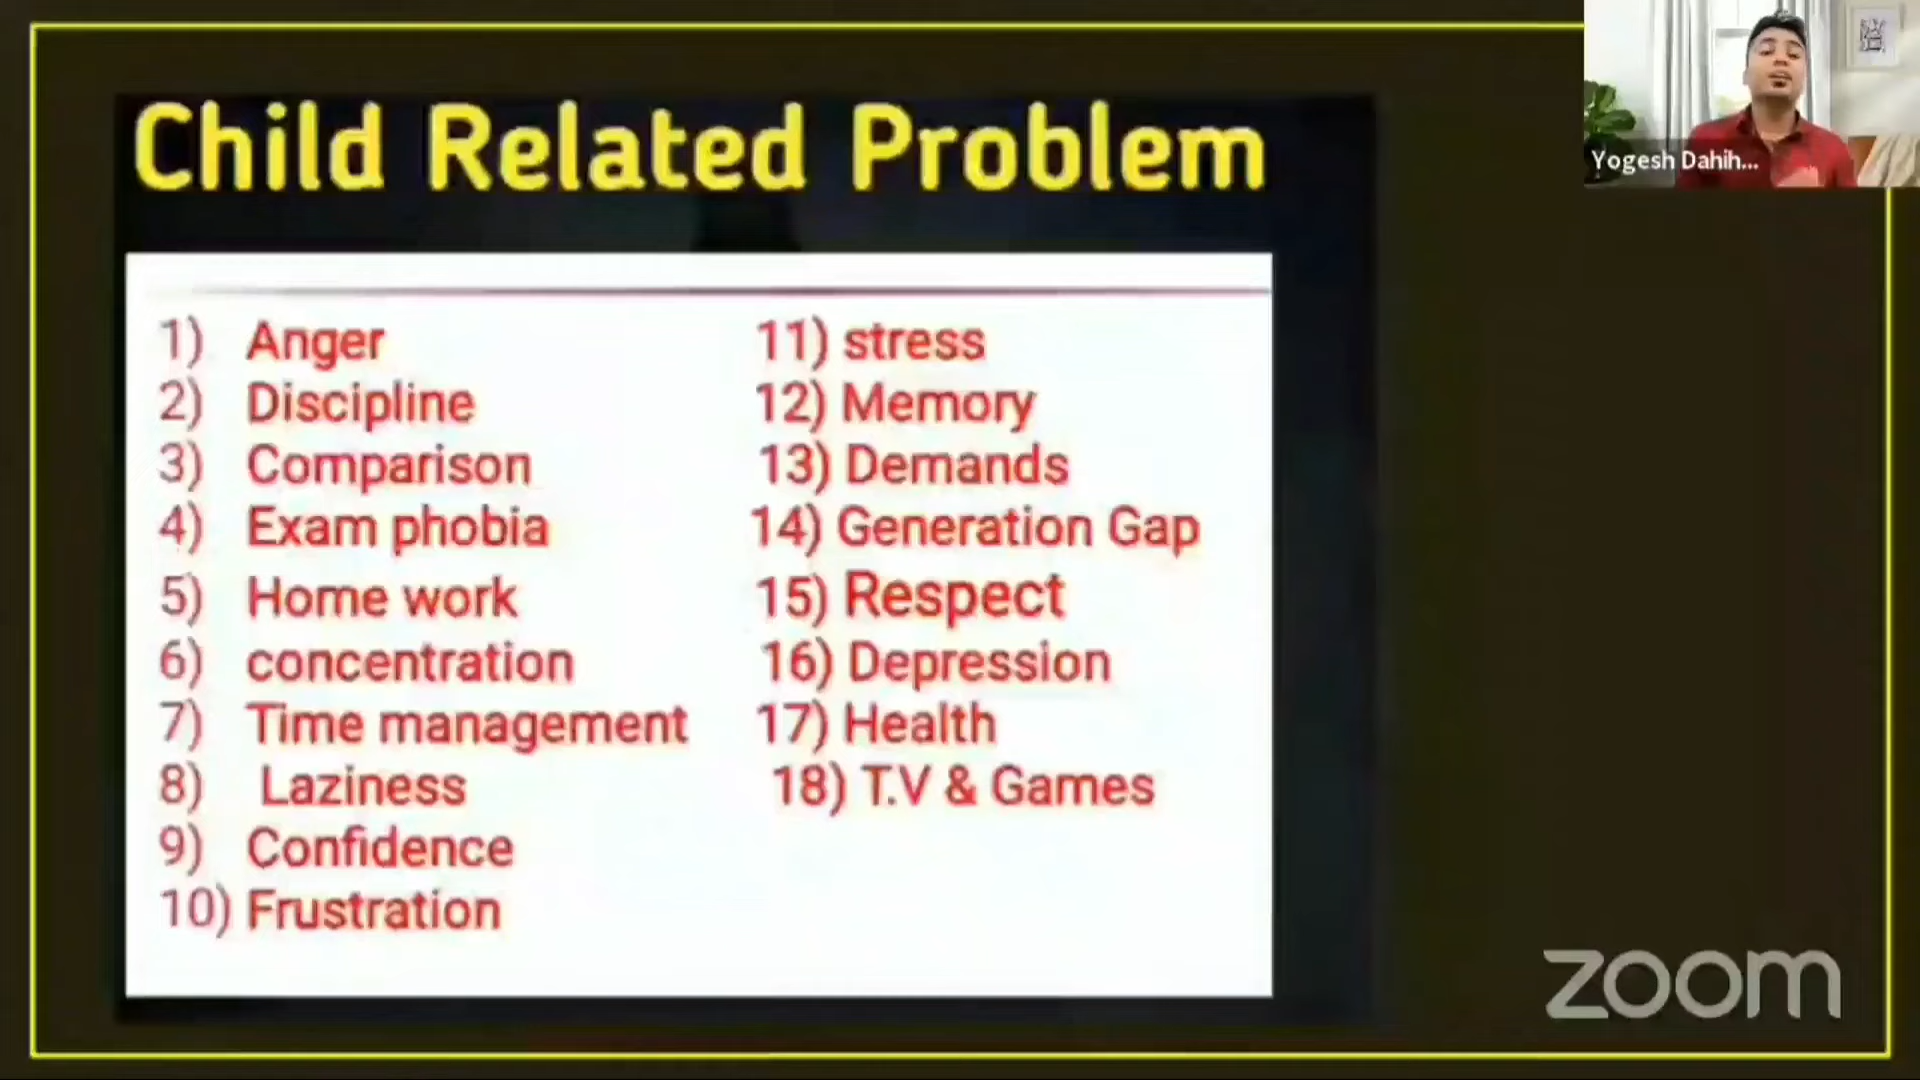 Child Related Problem
Yogesh Dahih...
1) Anger
2) Discipline
3) Comparison
4) Exam phobia
5) Home work
6) concentration
7) Time management
8) Laziness
9) Confidence
10) Frustration
11) stress
12) Memory
13) Demands
14) Generation Gap
15) Respect
16) Depression
17) Health
18) T.V & Games
zoom